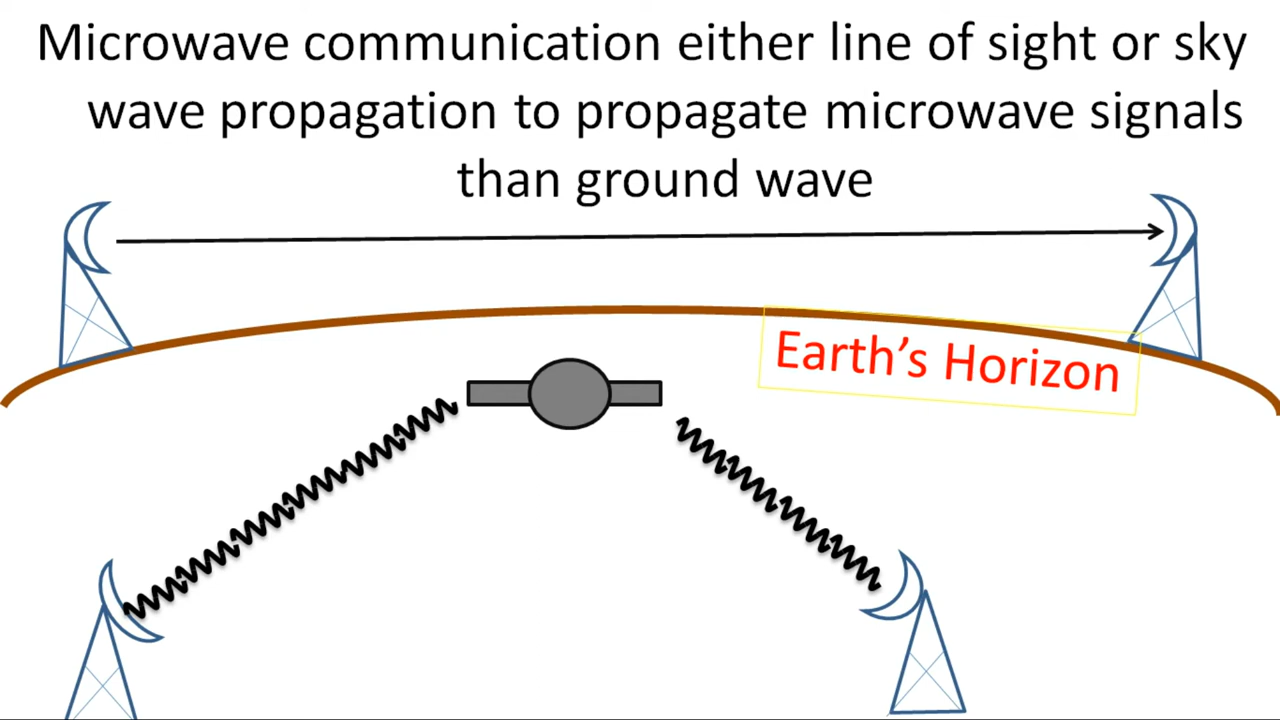 Microwave communication either line of sight or sky
wave propagation to propagate microwave signals
than ground wave
Earth’s Horizon